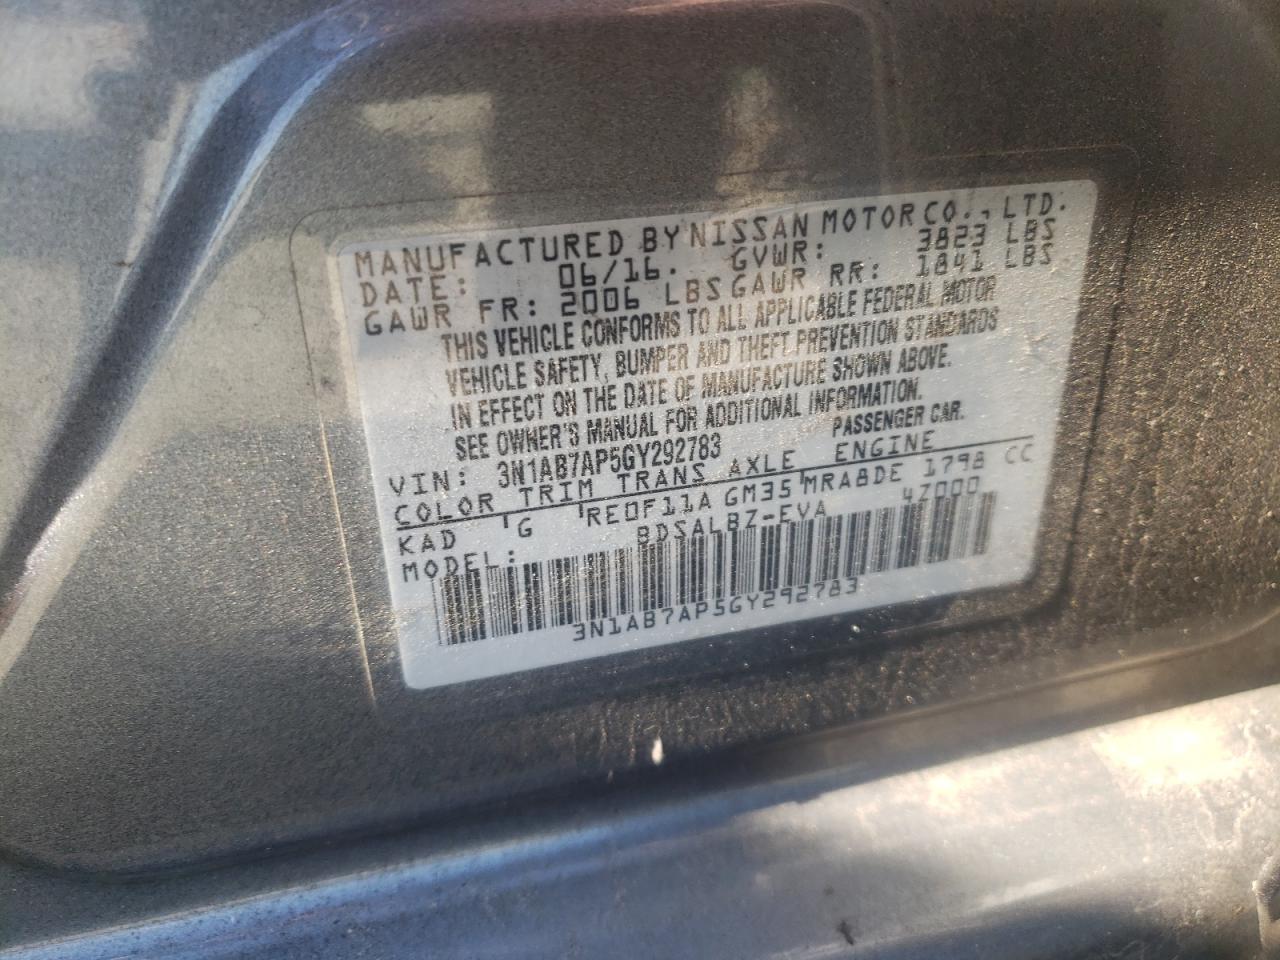 MANUFACTURED BY NISSAN MOTOR CO., LTD.
DATE: 06/16. GVWR: 3823 LBS
GAWR FR: 2006 LBS GAWR RR: 1841 LBS
THIS VEHICLE CONFORMS TO ALL APPLICABLE FEDERAL MOTOR
VEHICLE SAFETY, BUMPER AND THEFT PREVENTION STANDARDS
IN EFFECT ON THE DATE OF MANUFACTURE SHOWN ABOVE.
SEE OWNER'S MANUAL FOR ADDITIONAL INFORMATION.
VIN: 3N1AB7AP5GY292783 PASSENGER CAR.
COLOR TRIM TRANS AXLE ENGINE
KAD G RE0F11A GM35 MRA8DE 1798 CC
MODEL: BDSALBZ-EVA 4Z000
3N1AB7AP5GY292783